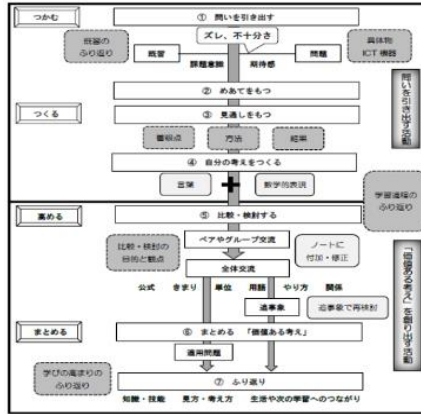 つかむ
① 問いを引き出す
ズレ、不十分さ
既習の
ふり返り
既習
問題
具体物
ICT 機器
課題意識
期待感
② めあてをもつ
つくる
③ 見通しをもつ
着眼点
方法
結果
④ 自分の考えをつくる
言葉
数学的表現
問いを引き出す活動
学習過程の
ふり返り
高める
⑤ 比較・検討する
ペアやグループ交流
比較・検討の
目的と観点
ノートに
付加・修正
全体交流
公式 きまり 単位 用語 やり方 関係
追事象
追事象で再検討
まとめる
⑥ まとめる 「価値ある考え」
適用問題
学びの高まりの
ふり返り
⑦ ふり返り
知識・技能 見方・考え方 生活や次の学習へのつながり
「価値ある考え」を創り出す活動